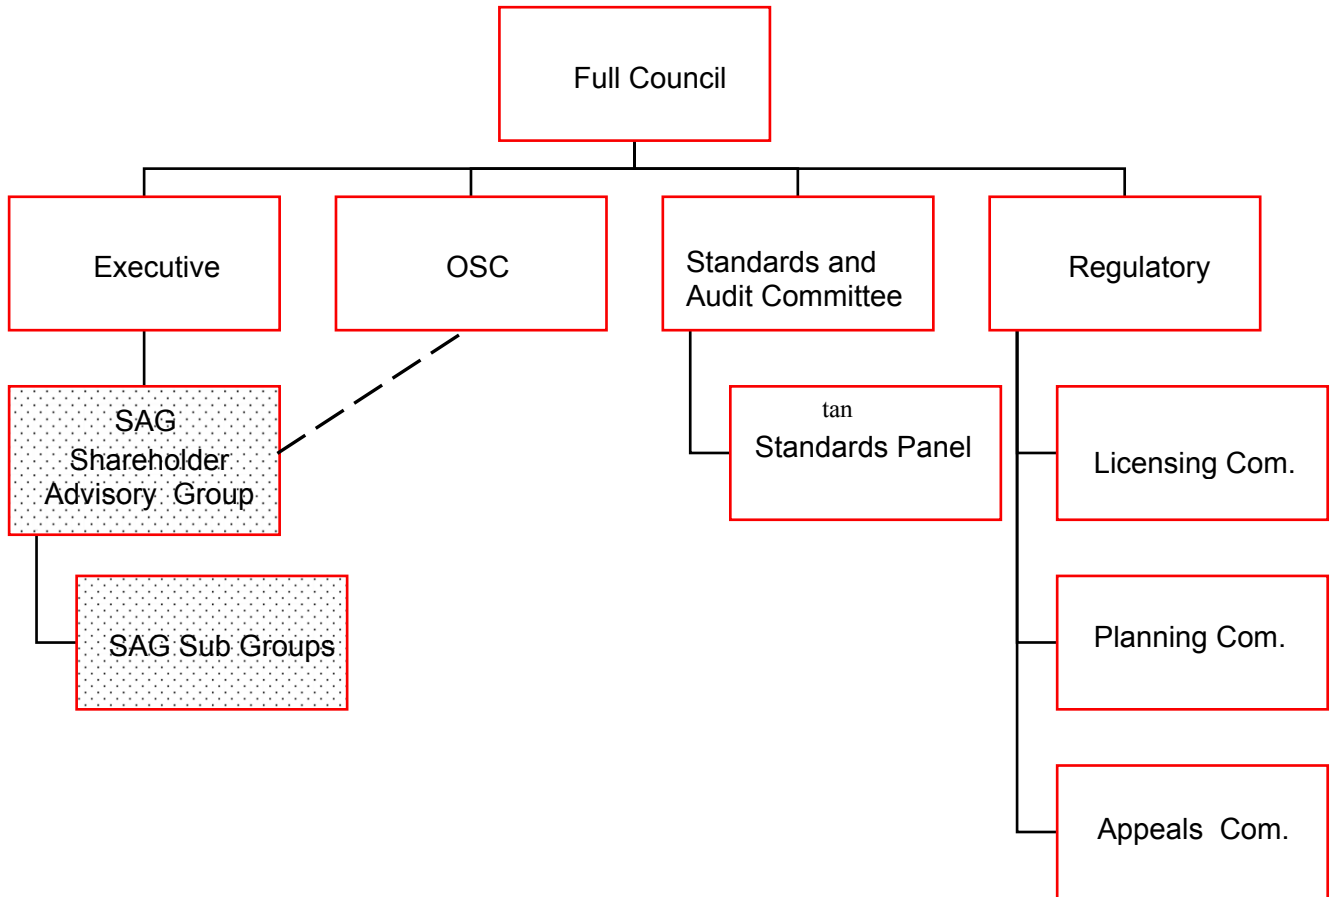 Full Council
Executive
OSC
Standards and
Audit Committee
Regulatory
SAG
Shareholder
Advisory Group
tan
Standards Panel
Licensing Com.
SAG Sub Groups
Planning Com.
Appeals Com.